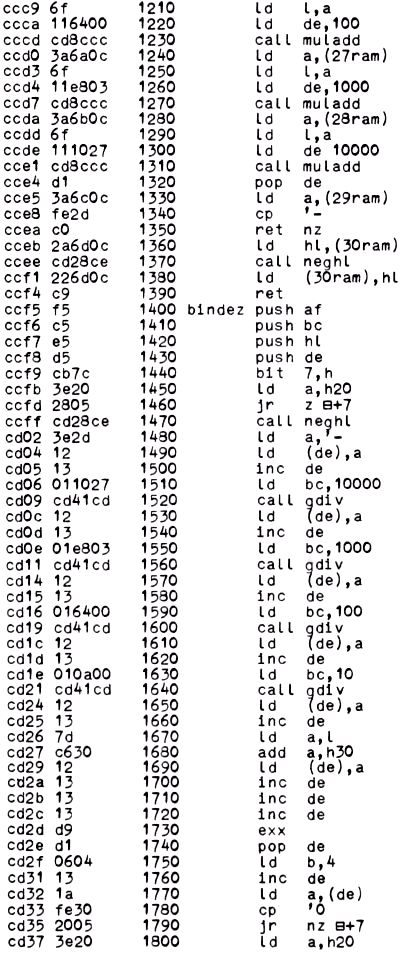 ccc9 6f 1210 ld l,a
ccca 116400 1220 ld de,100
cccd cd8ccc 1230 call muladd
ccd0 3a6a0c 1240 ld a,(27ram)
ccd3 6f 1250 ld l,a
ccd4 11e803 1260 ld de,1000
ccd7 cd8ccc 1270 call muladd
ccda 3a6b0c 1280 ld a,(28ram)
ccdd 6f 1290 ld l,a
ccde 111027 1300 ld de 10000
cce1 cd8ccc 1310 call muladd
cce4 d1 1320 pop de
cce5 3a6c0c 1330 ld a,(29ram)
cce8 fe2d 1340 cp '-
ccea c0 1350 ret nz
cceb 2a6d0c 1360 ld hl,(30ram)
ccee cd28ce 1370 call neghl
ccf1 226d0c 1380 ld (30ram),hl
ccf4 c9 1390 ret
ccf5 f5 1400 bindez push af
ccf6 c5 1410 push bc
ccf7 e5 1420 push hl
ccf8 d5 1430 push de
ccf9 cb7c 1440 bit 7,h
ccfb 3e20 1450 ld a,h20
ccfd 2805 1460 jr z ⊟+7
ccff cd28ce 1470 call neghl
cd02 3e2d 1480 ld a,'-
cd04 12 1490 ld (de),a
cd05 13 1500 inc de
cd06 011027 1510 ld bc,10000
cd09 cd41cd 1520 call gdiv
cd0c 12 1530 ld (de),a
cd0d 13 1540 inc de
cd0e 01e803 1550 ld bc,1000
cd11 cd41cd 1560 call gdiv
cd14 12 1570 ld (de),a
cd15 13 1580 inc de
cd16 016400 1590 ld bc,100
cd19 cd41cd 1600 call gdiv
cd1c 12 1610 ld (de),a
cd1d 13 1620 inc de
cd1e 010a00 1630 ld bc,10
cd21 cd41cd 1640 call gdiv
cd24 12 1650 ld (de),a
cd25 13 1660 inc de
cd26 7d 1670 ld a,l
cd27 c630 1680 add a,h30
cd29 12 1690 ld (de),a
cd2a 13 1700 inc de
cd2b 13 1710 inc de
cd2c 13 1720 inc de
cd2d d9 1730 exx
cd2e d1 1740 pop de
cd2f 0604 1750 ld b,4
cd31 13 1760 inc de
cd32 1a 1770 ld a,(de)
cd33 fe30 1780 cp '0
cd35 2005 1790 jr nz ⊟+7
cd37 3e20 1800 ld a,h20